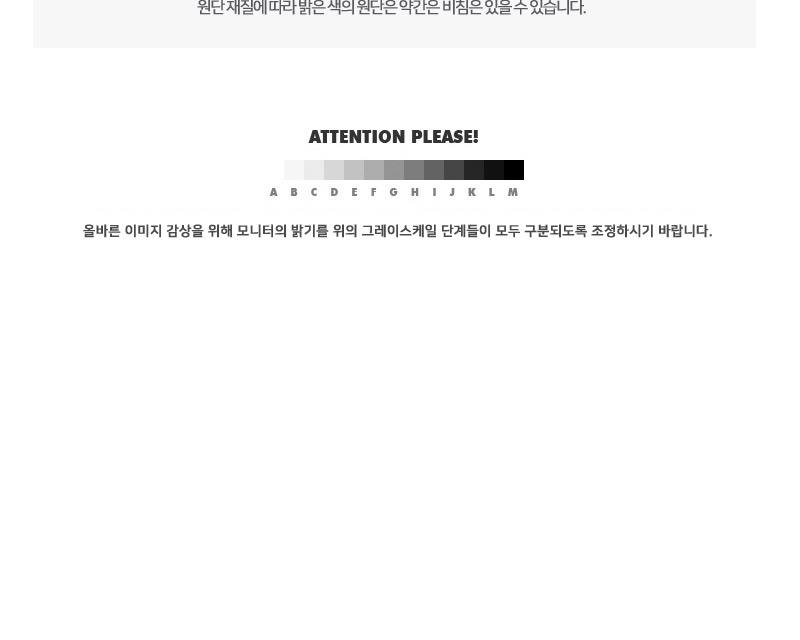 원단 재질에 따라 밝은 색의 원단은 약간은 비침은 있을 수 있습니다.
ATTENTION PLEASE!
A B C D E F G H I J K L M
올바른 이미지 감상을 위해 모니터의 밝기를 위의 그레이스케일 단계들이 모두 구분되도록 조정하시기 바랍니다.